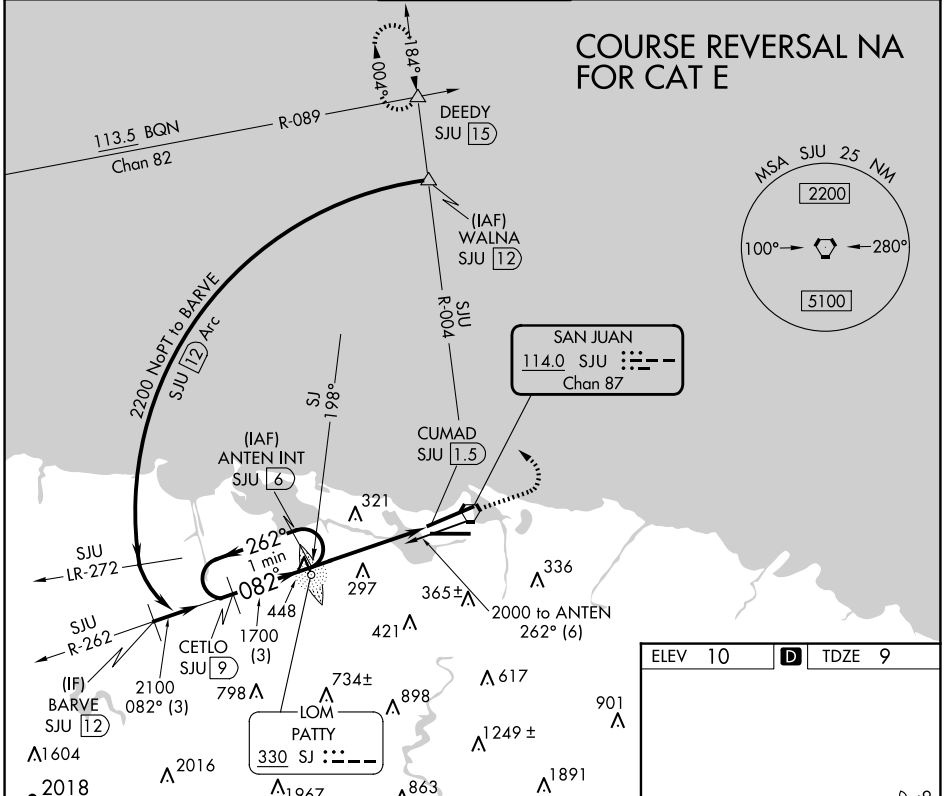 COURSE REVERSAL NA
FOR CAT E
184°
004°
DEEDY
SJU 15
113.5 BQN
Chan 82
R-089
MSA SJU 25 NM
2200
100°
280°
5100
(IAF)
WALNA
SJU 12
SJU
R-004
2200 NoPT to BARVE
SJU 12 Arc
SAN JUAN
114.0 SJU
Chan 87
SJ
198°
(IAF)
ANTEN INT
SJU 6
CUMAD
SJU 1.5
321
SJU
LR-272
262°
1 min
082°
297
336
365±
448
2000 to ANTEN
262° (6)
421
SJU
R-262
CETLO
SJU 9
1700
(3)
(IF)
BARVE
SJU 12
2100
082° (3)
798
734±
898
617
901
LOM
PATTY
330 SJ
1249 ±
1604
2016
2018
1967
863
1891
ELEV 10
D
TDZE 9